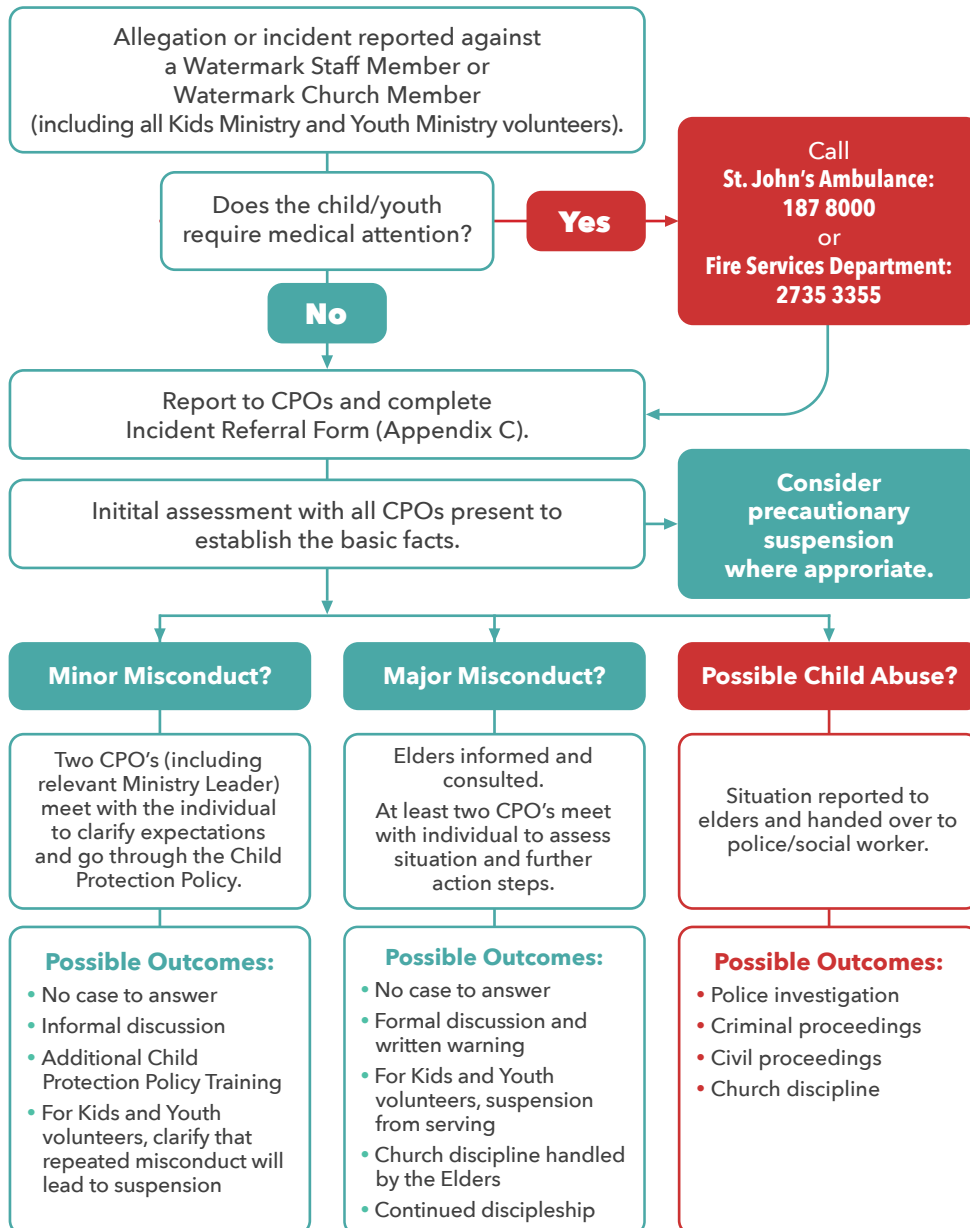 Allegation or incident reported against
a Watermark Staff Member or
Watermark Church Member
(including all Kids Ministry and Youth Ministry volunteers).
Does the child/youth
require medical attention?
Yes
Call
St. John's Ambulance:
187 8000
or
Fire Services Department:
2735 3355
No
Report to CPOs and complete
Incident Referral Form (Appendix C).
Initital assessment with all CPOs present to
establish the basic facts.
Consider
precautionary
suspension
where approriate.
Minor Misconduct?
Two CPO's (including
relevant Ministry Leader)
meet with the individual
to clarify expectations
and go through the Child
Protection Policy.
Possible Outcomes:
• No case to answer
• Informal discussion
• Additional Child
Protection Policy Training
• For Kids and Youth
volunteers, clarify that
repeated misconduct will
lead to suspension
Major Misconduct?
Elders informed and
consulted.
At least two CPO's meet
with individual to assess
situation and further
action steps.
Possible Outcomes:
• No case to answer
• Formal discussion and
written warning
• For Kids and Youth
volunteers, suspension
from serving
• Church discipline handled
by the Elders
• Continued discipleship
Possible Child Abuse?
Situation reported to
elders and handed over to
police/social worker.
Possible Outcomes:
• Police investigation
• Criminal proceedings
• Civil proceedings
• Church discipline